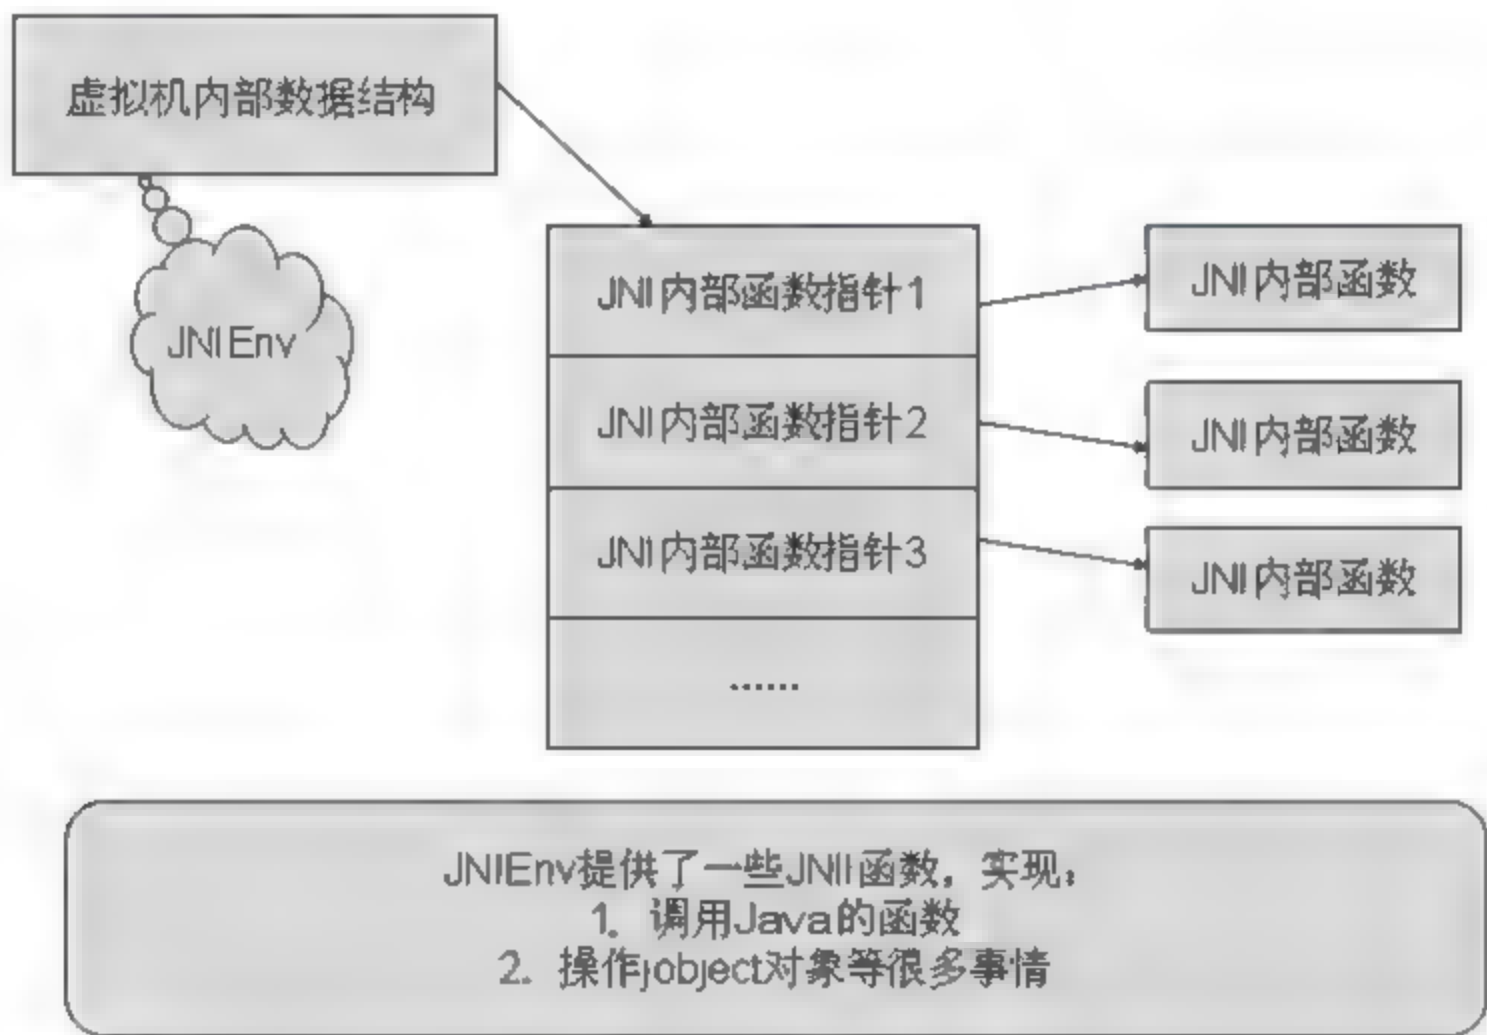 虚拟机内部数据结构
JNIEnv
JNI内部函数指针1
JNI内部函数
JNI内部函数指针2
JNI内部函数
JNI内部函数指针3
JNI内部函数
......
JNIEnv提供了一些JNI函数，实现：
1. 调用Java的函数
2. 操作jobject对象等很多事情